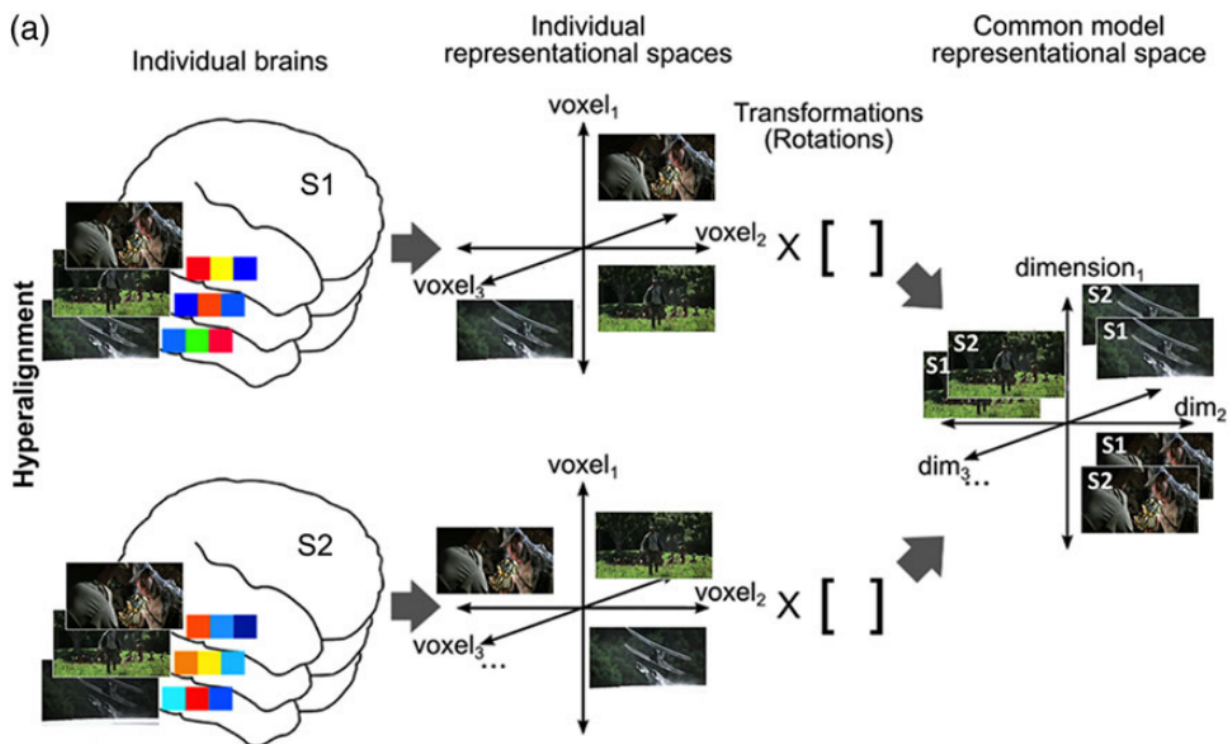 (a)
Individual brains
Individual
representational spaces
Common model
representational space
Transformations
(Rotations)
Hyperalignment
S1
voxel₁
voxel₂
voxel₃
X [ ]
S2
voxel₁
voxel₂
voxel₃
...
X [ ]
dimension₁
dim₂
dim₃
...
S2
S1
S2
S1
S1
S2